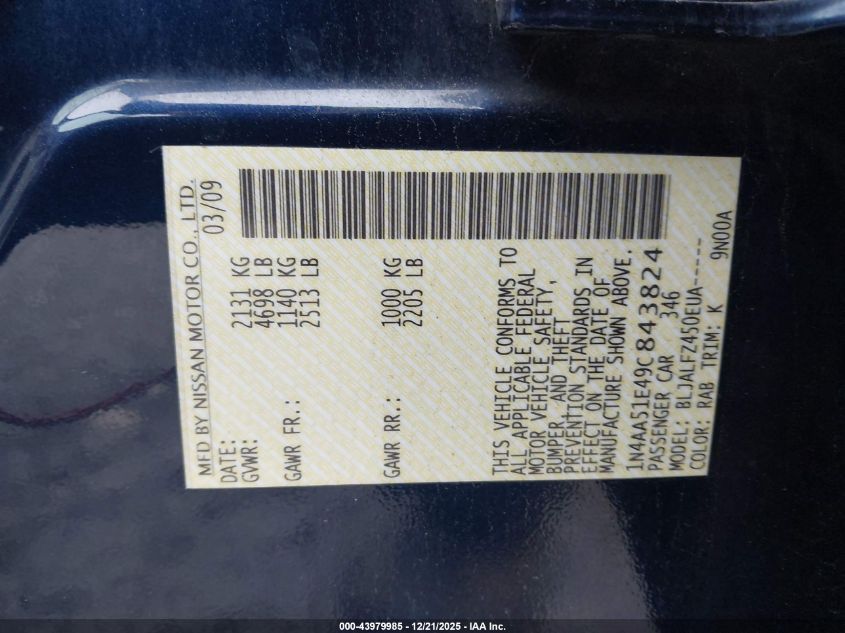 MFD BY NISSAN MOTOR CO., LTD.
DATE: 03/09
GVWR: 2131 KG
4698 LB
GAWR FR.: 1140 KG
2513 LB
GAWR RR.: 1000 KG
2205 LB
THIS VEHICLE CONFORMS TO
ALL APPLICABLE FEDERAL
MOTOR VEHICLE SAFETY,
BUMPER, AND THEFT
PREVENTION STANDARDS IN
EFFECT ON THE DATE OF
MANUFACTURE SHOWN ABOVE.
1N4AA51E49C843824
PASSENGER CAR 346
MODEL: BLJALFZ450EUA-----
COLOR: RAB TRIM: K 9N00A
000-43979985 - 12/21/2025 - IAA Inc.